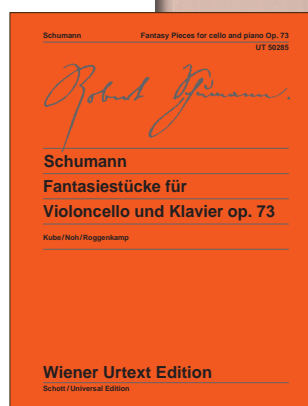 Schumann Fantasy Pieces for cello and piano Op. 73
UT 50285
Robert Schumann.
Schumann
Fantasiestücke für
Violoncello und Klavier op. 73
Kube/Noh/Roggenkamp
Wiener Urtext Edition
Schott/Universal Edition